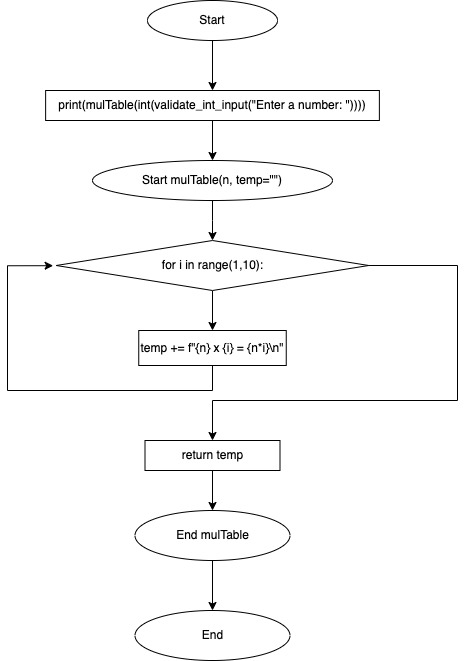 Start
print(mulTable(int(validate_int_input("Enter a number: "))))
Start mulTable(n, temp="")
for i in range(1,10):
temp += f"{n} x {i} = {n*i}\n"
return temp
End mulTable
End